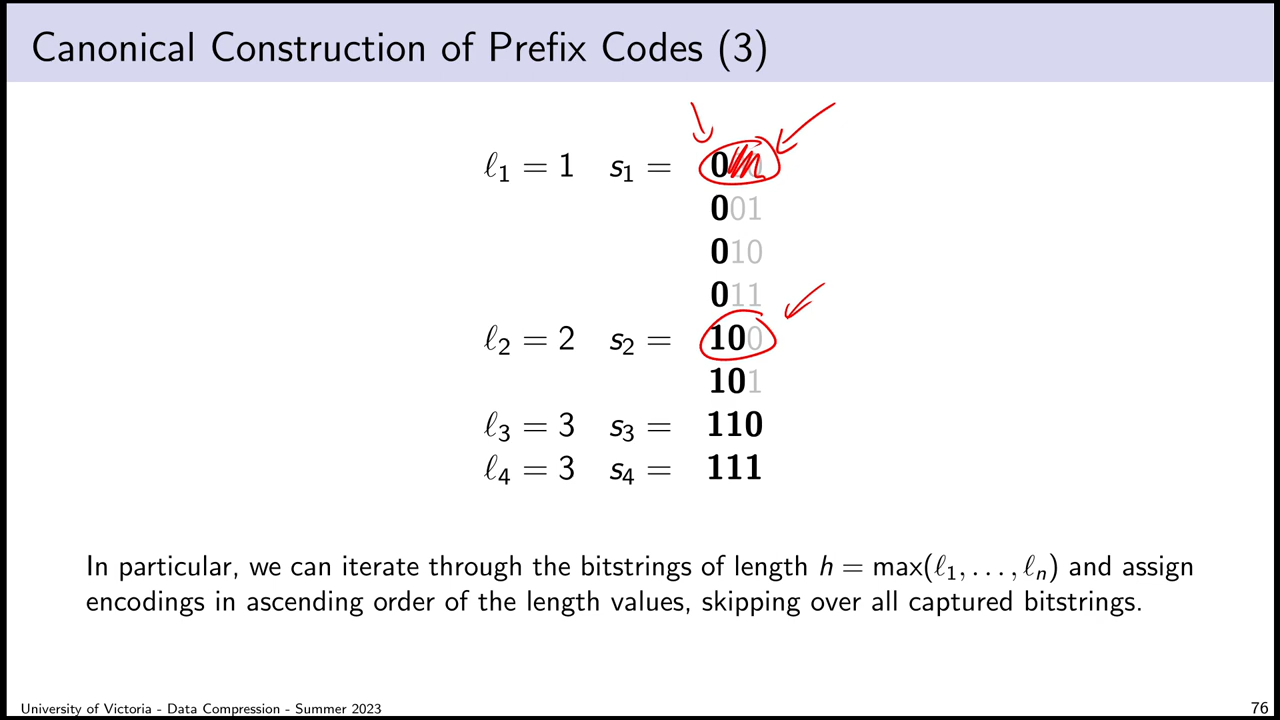 Canonical Construction of Prefix Codes (3)
ℓ₁ = 1 s₁ = 0
001
010
011
ℓ₂ = 2 s₂ = 100
101
ℓ₃ = 3 s₃ = 110
ℓ₄ = 3 s₄ = 111
In particular, we can iterate through the bitstrings of length h = max(ℓ₁, . . . , ℓₙ) and assign
encodings in ascending order of the length values, skipping over all captured bitstrings.
University of Victoria - Data Compression - Summer 2023
76